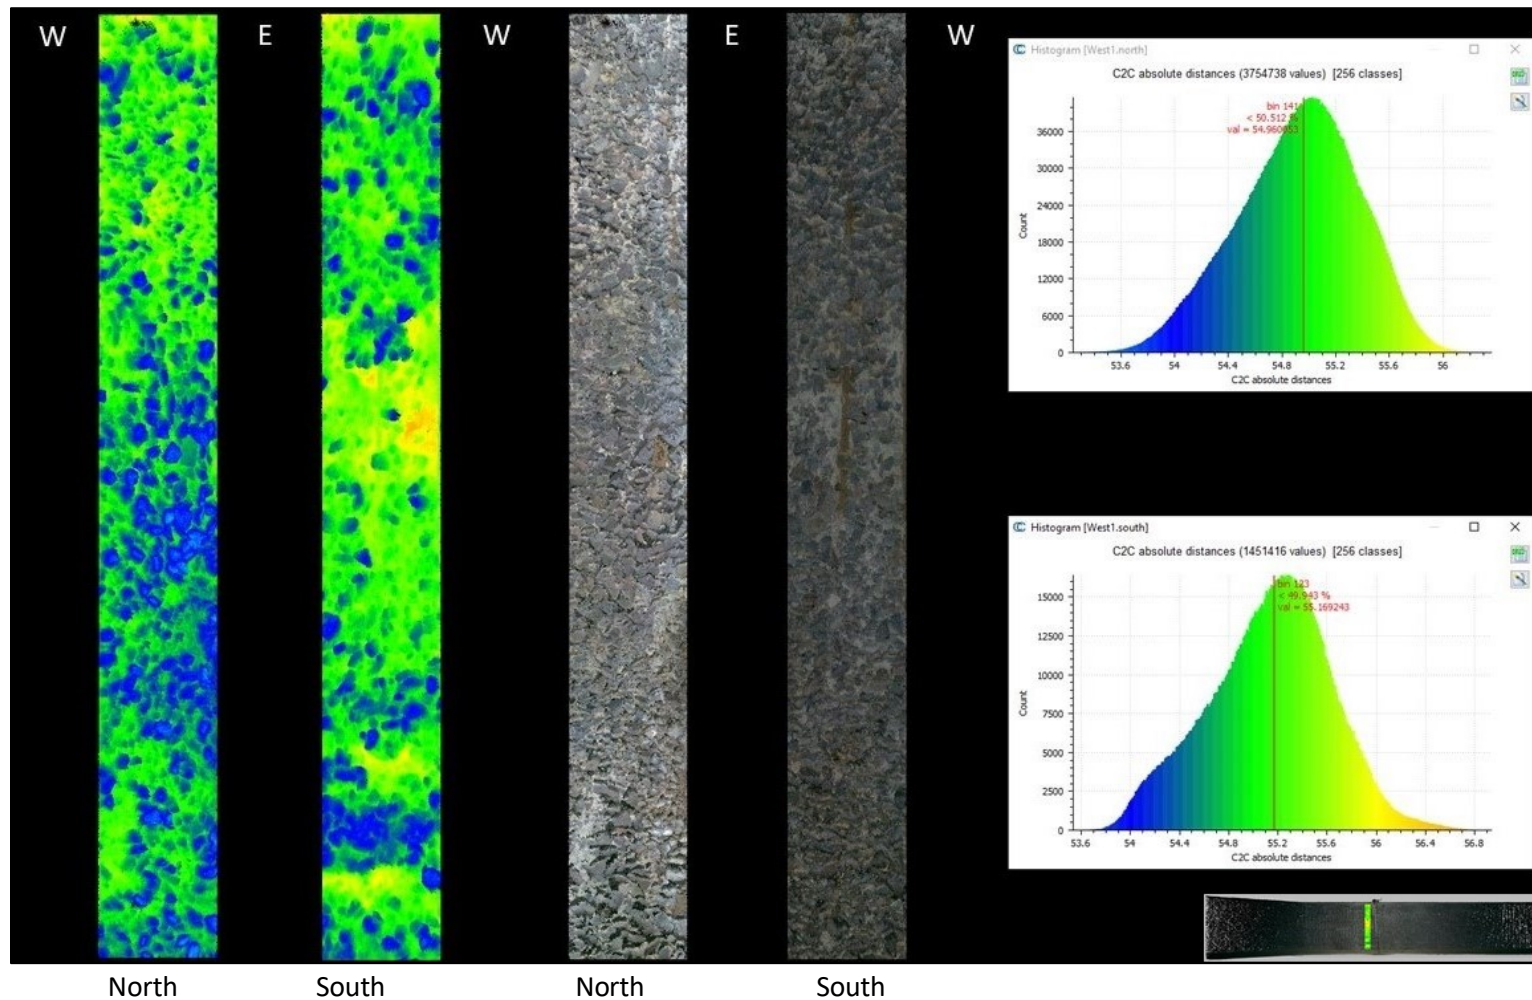 W E W E W
Histogram [West1.north]
C2C absolute distances (3754738 values) [256 classes]
bin 141
< 50.512 %
val = 54.960053
36000
30000
24000
18000
12000
6000
0
Count
53.6 54 54.4 54.8 55.2 55.6 56
C2C absolute distances
Histogram [West1.south]
C2C absolute distances (1451416 values) [256 classes]
bin 123
< 49.943 %
val = 55.169243
15000
12500
10000
7500
5000
2500
0
Count
53.6 54 54.4 54.8 55.2 55.6 56 56.4 56.8
C2C absolute distances
North South North South